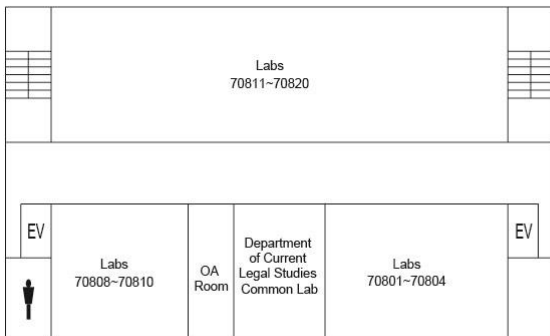 Labs
70811~70820
EV
Labs
70808~70810
OA
Room
Department
of Current
Legal Studies
Common Lab
Labs
70801~70804
EV